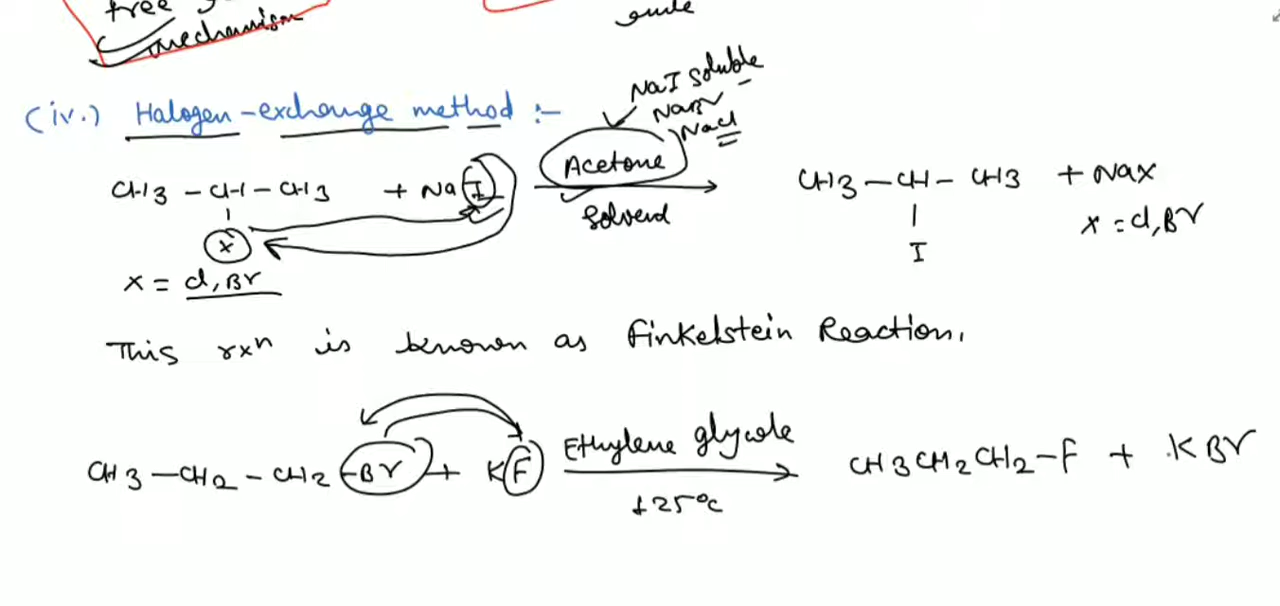 free
mechanism
(iv.) Halogen-exchange method :-
NaI soluble
NaBr
NaCl
CH3 - CH - CH3 + NaI Acetone CH3 - CH - CH3 + NaX
Solvend
X I X = Cl, Br
X = Cl, Br
This rxn is known as Finkelstein Reaction.
CH3 - CH2 - CH2 - Br + KF Ethylene glycole CH3CH2CH2-F + KBr
125°C